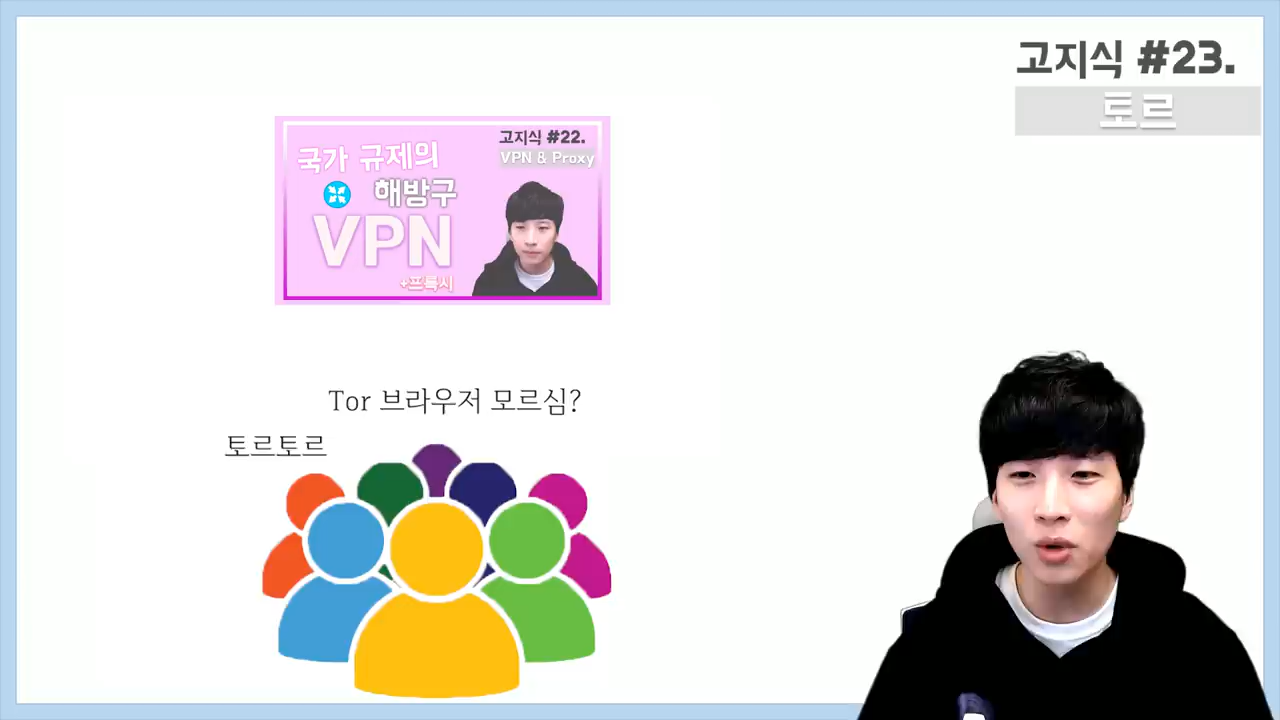 고지식 #23.
토르
고지식 #22.
VPN & Proxy
국가 규제의
해방구
VPN
+프록시
Tor 브라우저 모르심?
토르토르